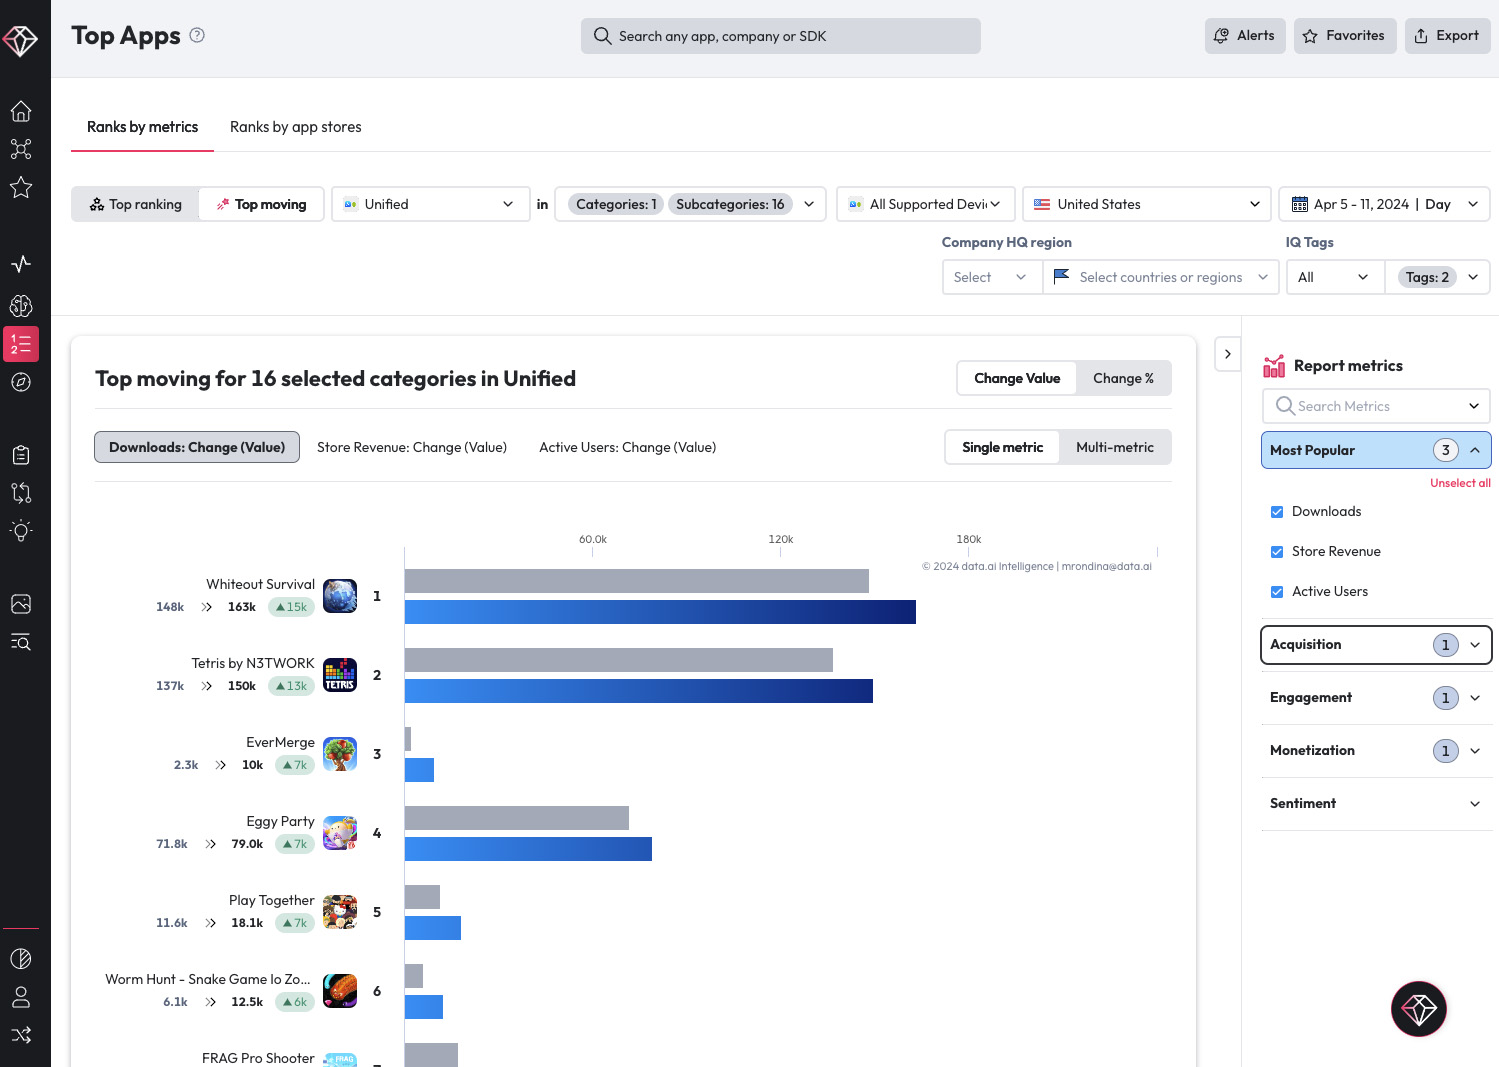 Top Apps
Search any app, company or SDK
Alerts
Favorites
Export
Ranks by metrics
Ranks by app stores
Top ranking
Top moving
Unified
in
Categories: 1
Subcategories: 16
All Supported Devi
United States
Apr 5 - 11, 2024 | Day
Company HQ region
IQ Tags
Select
Select countries or regions
All
Tags: 2
1
2
Top moving for 16 selected categories in Unified
Change Value
Change %
Downloads: Change (Value)
Store Revenue: Change (Value)
Active Users: Change (Value)
Single metric
Multi-metric
60.0k
120k
180k
© 2024 data.ai Intelligence | mrondina@data.ai
Whiteout Survival
148k
163k
15k
1
Tetris by N3TWORK
137k
150k
13k
TETRIS
2
EverMerge
2.3k
10k
7k
3
Eggy Party
71.8k
79.0k
7k
4
Play Together
11.6k
18.1k
7k
5
Worm Hunt - Snake Game Io Zo...
6.1k
12.5k
6k
6
FRAG Pro Shooter
FRAG
Report metrics
Search Metrics
Most Popular
3
Unselect all
Downloads
Store Revenue
Active Users
Acquisition
1
Engagement
1
Monetization
1
Sentiment